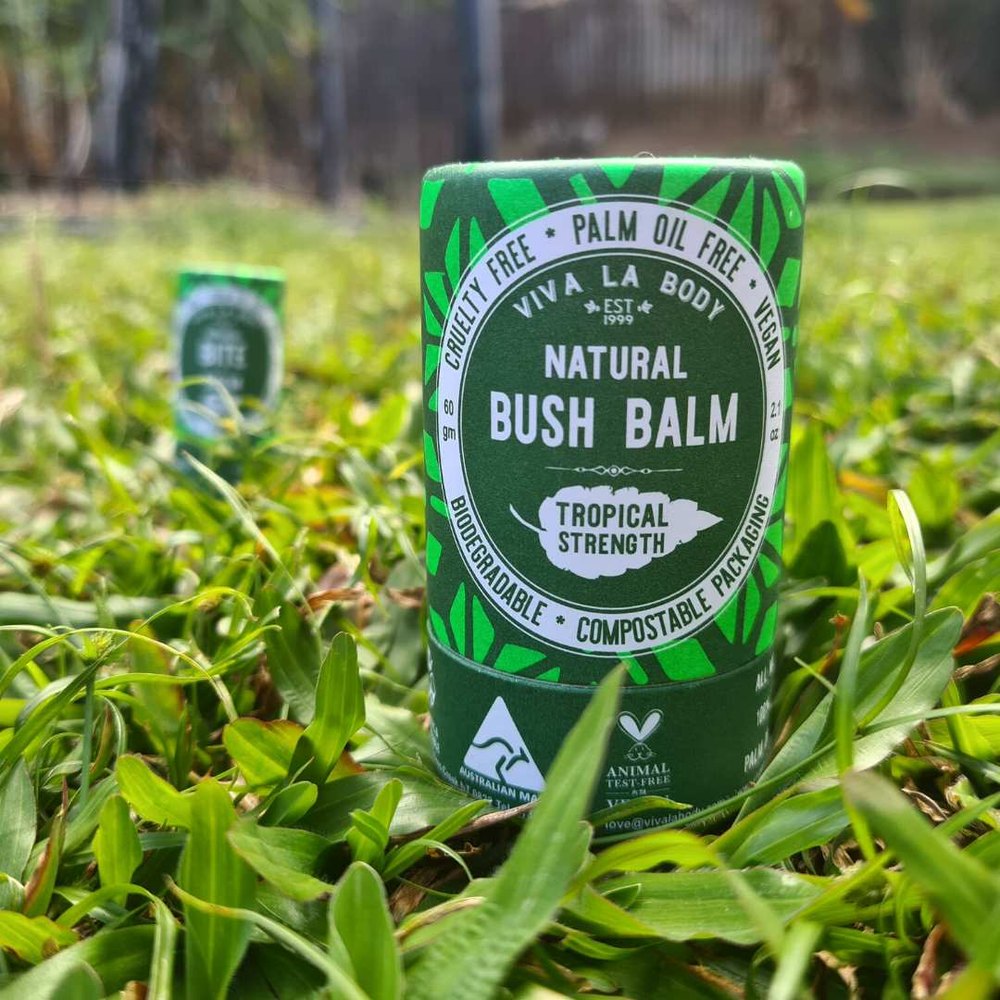 CRUELTY FREE * PALM OIL FREE * VEGAN
VIVA LA BODY
EST
1999
NATURAL
BUSH BALM
60
gm
2.1
oz
TROPICAL
STRENGTH
BIODEGRADABLE * COMPOSTABLE PACKAGING
AUSTRALIAN
ANIMAL
TEST-FREE
PALM
BITE